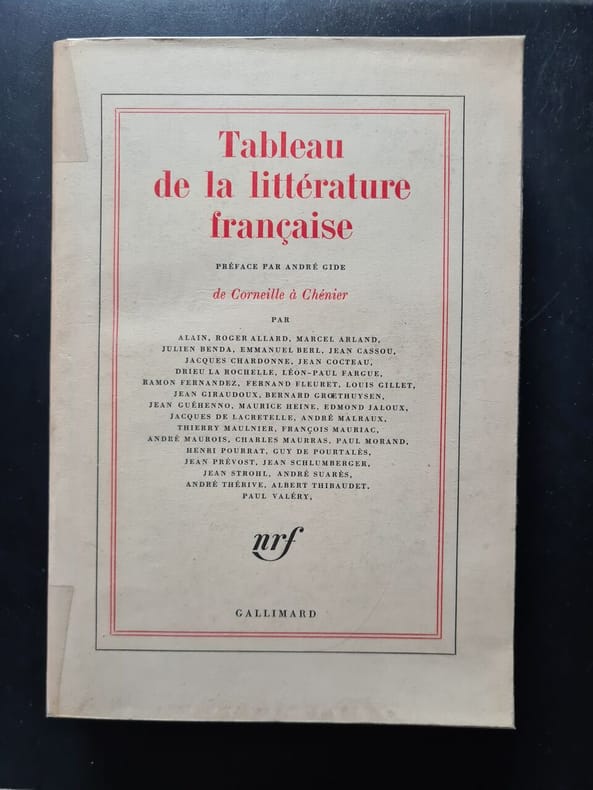 Tableau
de la littérature
française
PRÉFACE PAR ANDRÉ GIDE
de Corneille à Chénier
PAR
ALAIN, ROGER ALLARD, MARCEL ARLAND,
JULIEN BENDA, EMMANUEL BERL, JEAN CASSOU,
JACQUES CHARDONNE, JEAN COCTEAU,
DRIEU LA ROCHELLE, LÉON-PAUL FARGUE,
RAMON FERNANDEZ, FERNAND FLEURET, LOUIS GILLET,
JEAN GIRAUDOUX, BERNARD GRŒTHUYSEN,
JEAN GUÉHENNO, MAURICE HEINE, EDMOND JALOUX,
JACQUES DE LACRETELLE, ANDRÉ MALRAUX,
THIERRY MAULNIER, FRANÇOIS MAURIAC,
ANDRÉ MAUROIS, CHARLES MAURRAS, PAUL MORAND,
HENRI POURRAT, GUY DE POURTALÈS,
JEAN PRÉVOST, JEAN SCHLUMBERGER,
JEAN STROHL, ANDRÉ SUARÈS,
ANDRÉ THÉRIVE, ALBERT THIBAUDET,
PAUL VALÉRY,
nrf
GALLIMARD